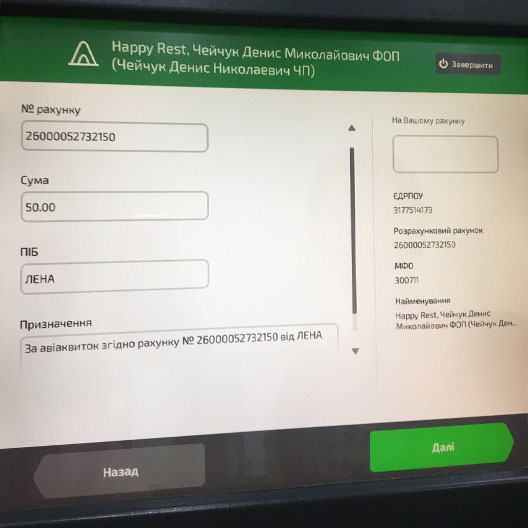 Happy Rest, Чейчук Денис Миколайович ФОП
(Чейчук Денис Николаевич ЧП)
Завершити
№ рахунку
26000052732150
Сума
50.00
ПІБ
ЛЕНА
Призначення
За авіаквиток згідно рахунку № 26000052732150 від ЛЕНА
На Вашому рахунку
ЄДРПОУ
3177514173
Розрахунковий рахунок
26000052732150
МФО
300711
Найменування
Happy Rest, Чейчук Денис
Миколайович ФОП (Чейчук Ден...
Назад
Далі